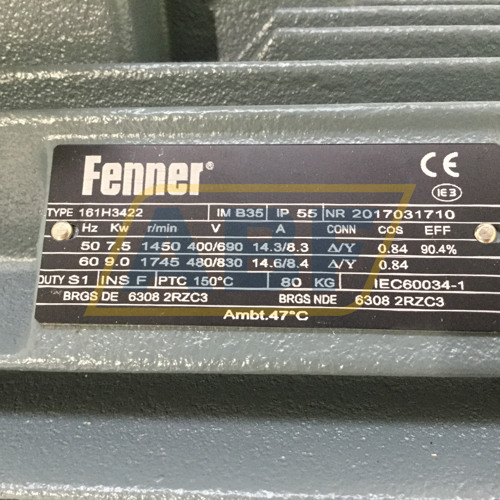 Fenner®
CE
IE3
TYPE 161H3422 IM B35 IP 55 NR 2017031710
Hz Kw r/min V A CONN COS EFF
50 7.5 1450 400/690 14.3/8.3 Δ/Y 0.84 90.4%
60 9.0 1745 480/830 14.6/8.4 Δ/Y 0.84
DUTY S1 INS F PTC 150°C 80 KG IEC60034-1
BRGS DE 6308 2RZC3 BRGS NDE 6308 2RZC3
Ambt.47°C